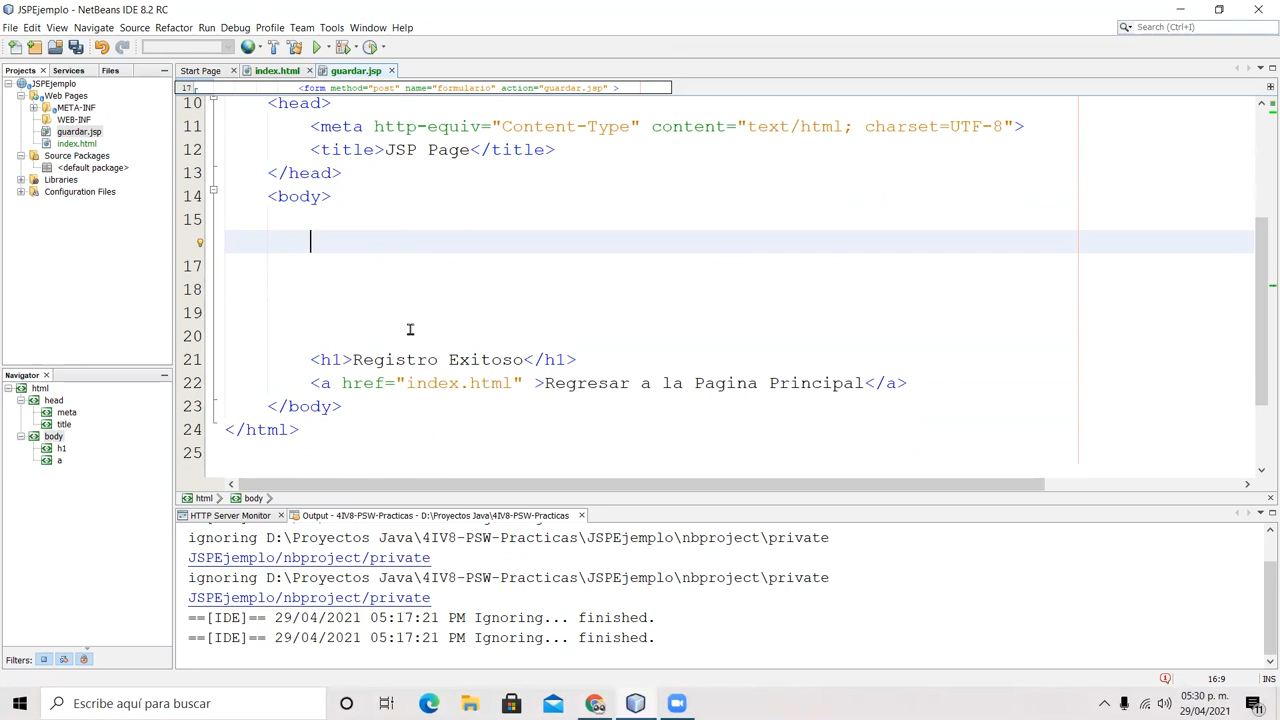 JSPEjemplo - NetBeans IDE 8.2 RC
File Edit View Navigate Source Refactor Run Debug Profile Team Tools Window Help
Search (Ctrl+I)
Projects Services Files
Start Page index.html guardar.jsp
JSPEjemplo
Web Pages
META-INF
WEB-INF
guardar.jsp
index.html
Source Packages
<default package>
Libraries
Configuration Files
17 <form method="post" name="formulario" action="guardar.jsp" >
10 <head>
11 <meta http-equiv="Content-Type" content="text/html; charset=UTF-8">
12 <title>JSP Page</title>
13 </head>
14 <body>
15
17
18
19
20
21 <h1>Registro Exitoso</h1>
22 <a href="index.html" >Regresar a la Pagina Principal</a>
23 </body>
24 </html>
25
html body
Navigator
html
head
meta
title
body
h1
a
Filters:
HTTP Server Monitor Output - 4IV8-PSW-Practicas - D:\Proyectos Java\4IV8-PSW-Practicas
ignoring D:\Proyectos Java\4IV8-PSW-Practicas\JSPEjemplo\nbproject\private
JSPEjemplo/nbproject/private
ignoring D:\Proyectos Java\4IV8-PSW-Practicas\JSPEjemplo\nbproject\private
JSPEjemplo/nbproject/private
==[IDE]== 29/04/2021 05:17:21 PM Ignoring... finished.
==[IDE]== 29/04/2021 05:17:21 PM Ignoring... finished.
16:9 INS
Escribe aquí para buscar
05:30 p. m.
29/04/2021
11